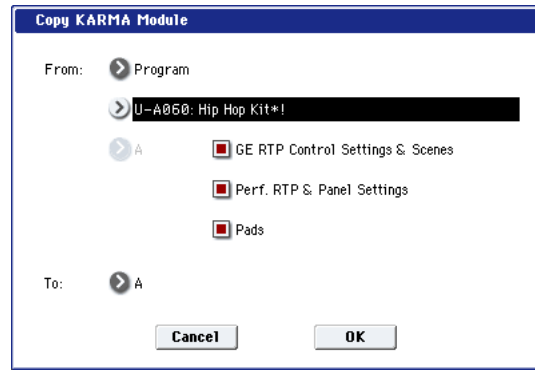 Copy KARMA Module
From: Program
U-A060: Hip Hop Kit*!
A GE RTP Control Settings & Scenes
Perf. RTP & Panel Settings
Pads
To: A
Cancel OK